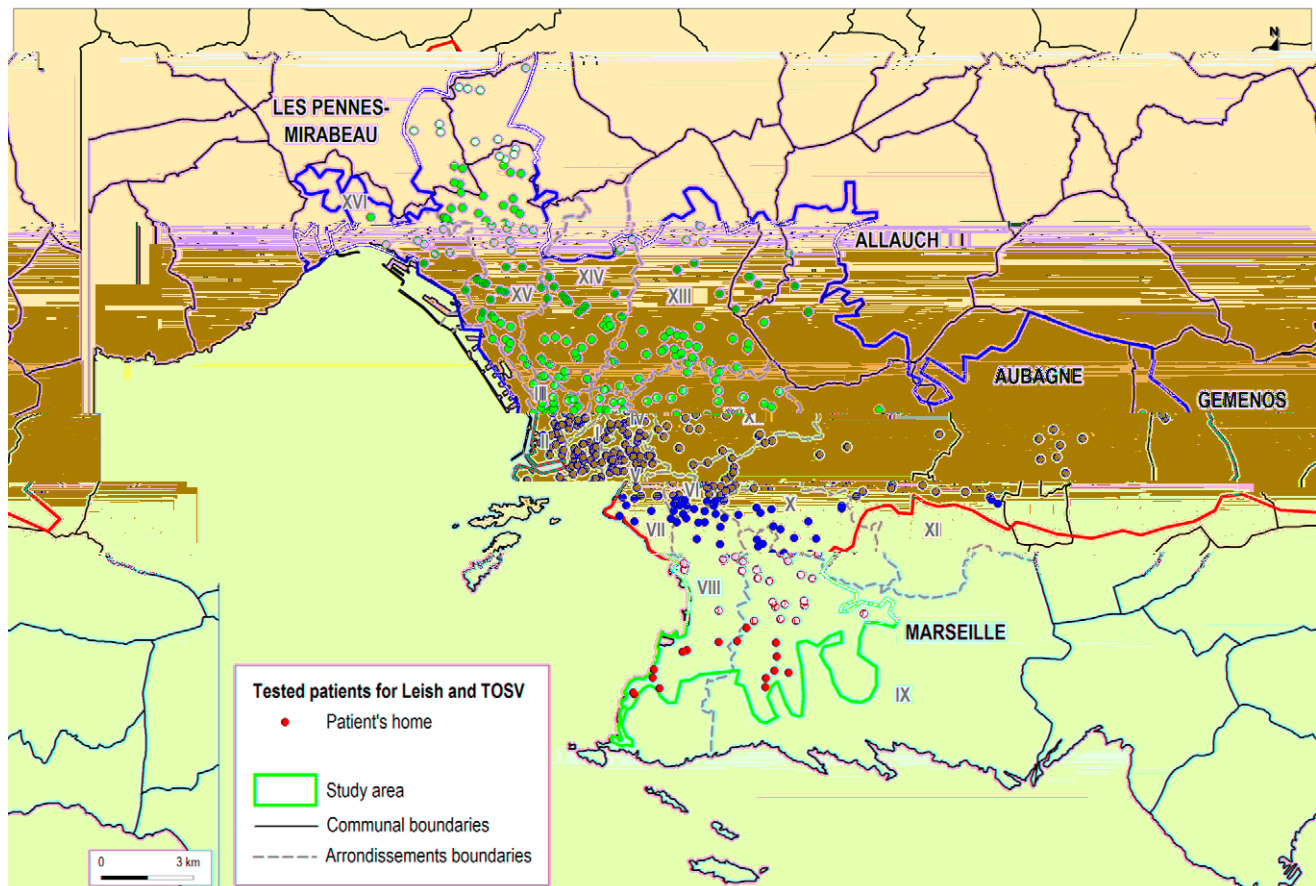 N
LES PENNES-
MIRABEAU
XVI
ALLAUCH
XIV
XV
XIII
AUBAGNE
GEMENOS
III
IV
I
II
V
VI
X
VII
XII
VIII
MARSEILLE
IX
Tested patients for Leish and TOSV
Patient's home
Study area
Communal boundaries
Arrondissements boundaries
0 3 km